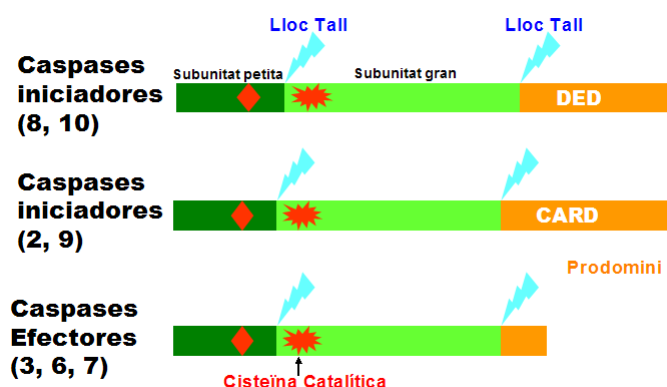 Lloc Tall
Lloc Tall
Caspases
iniciadores
(8, 10)
Subunitat petita
Subunitat gran
DED
Caspases
iniciadores
(2, 9)
CARD
Prodomini
Caspases
Efectores
(3, 6, 7)
Cisteïna Catalítica